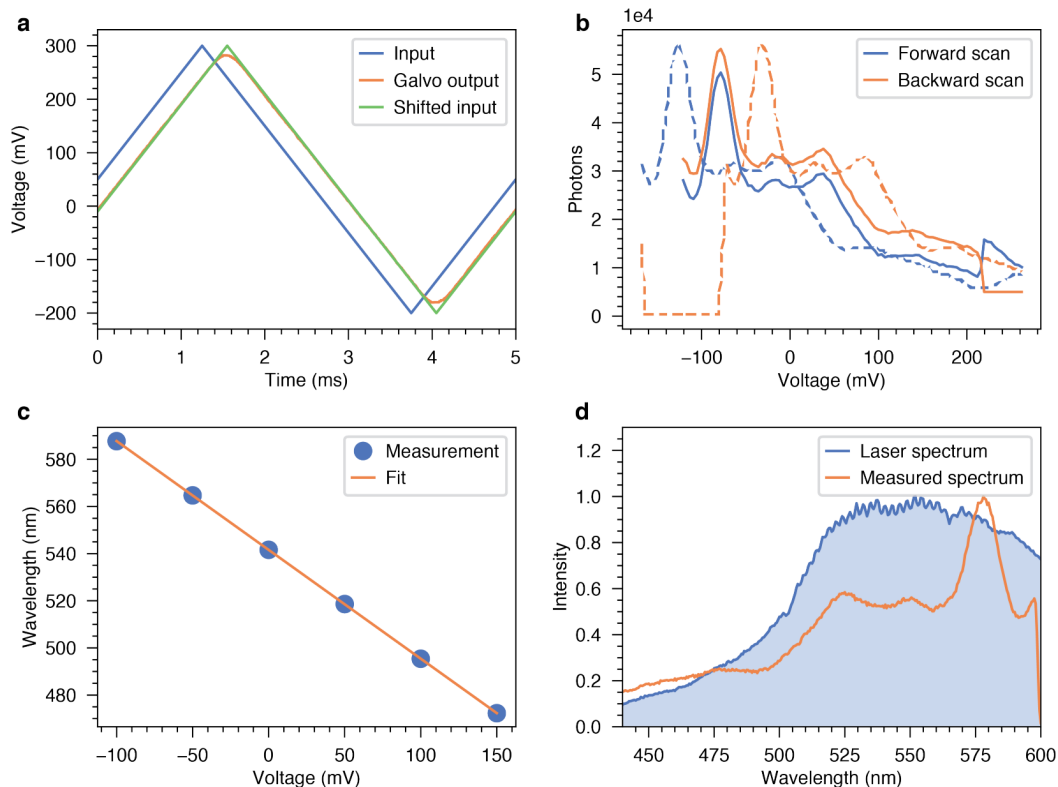 a
300
200
100
0
−100
−200
Voltage (mV)
0
1
2
3
4
5
Time (ms)
Input
Galvo output
Shifted input
b
1e4
5
4
3
2
1
0
Photons
−100
0
100
200
Voltage (mV)
Forward scan
Backward scan
c
580
560
540
520
500
480
Wavelength (nm)
−100
−50
0
50
100
150
Voltage (mV)
Measurement
Fit
d
1.2
1.0
0.8
0.6
0.4
0.2
0.0
Intensity
450
475
500
525
550
575
600
Wavelength (nm)
Laser spectrum
Measured spectrum